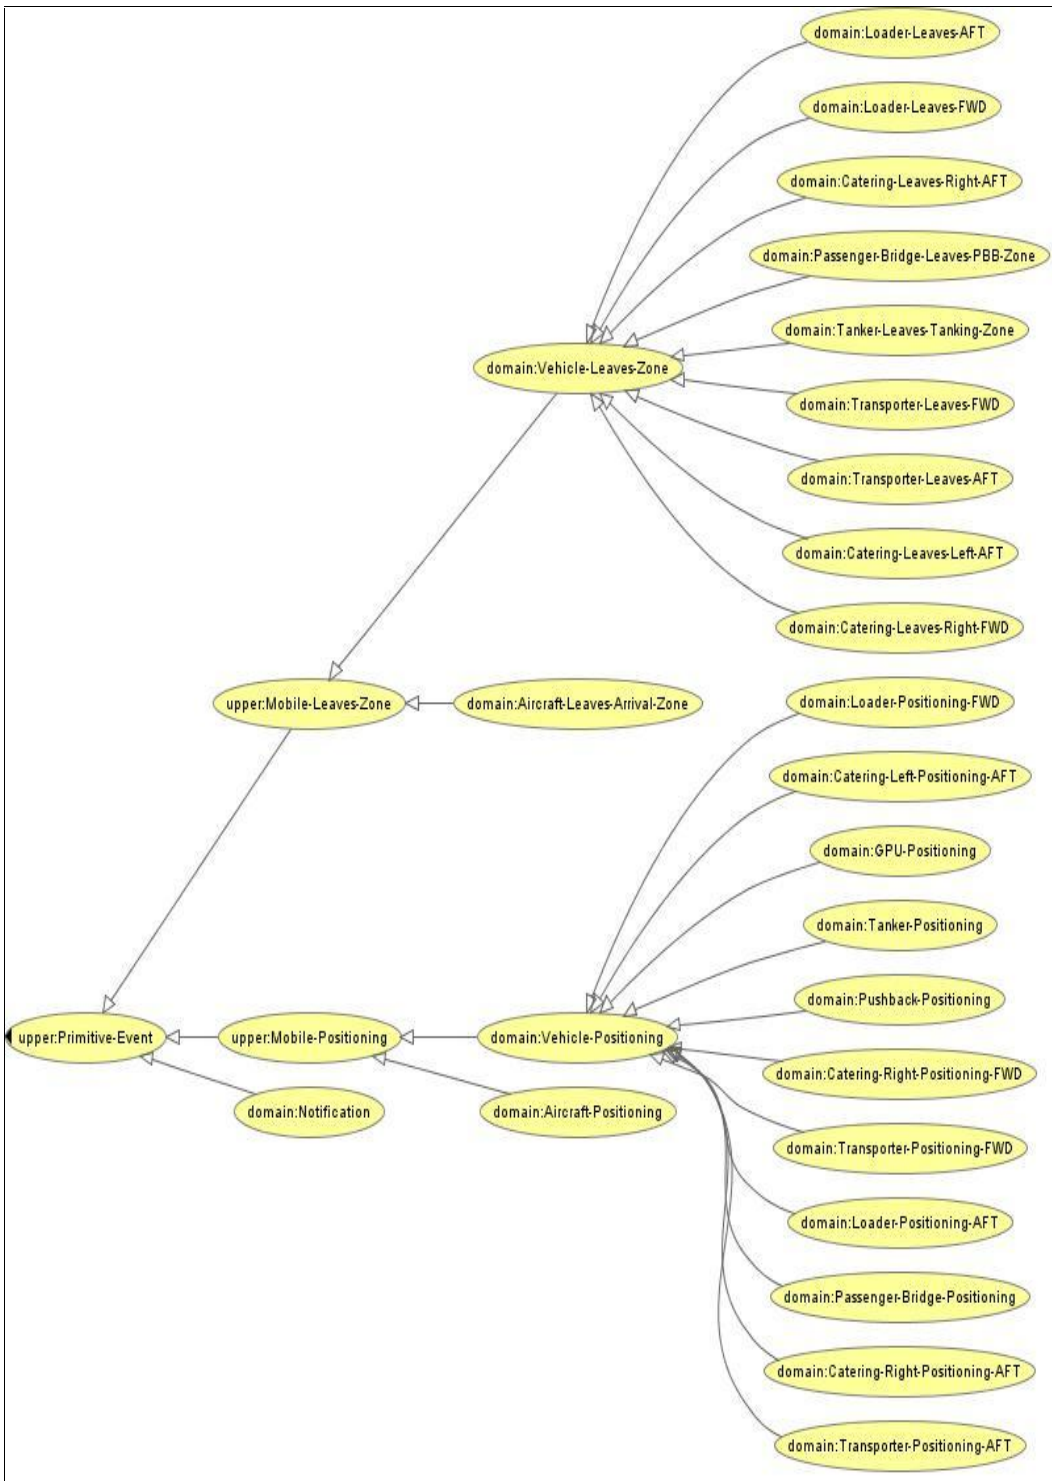 domain:Loader-Leaves-AFT
domain:Loader-Leaves-FWD
domain:Catering-Leaves-Right-AFT
domain:Passenger-Bridge-Leaves-PBB-Zone
domain:Tanker-Leaves-Tanking-Zone
domain:Vehicle-Leaves-Zone
domain:Transporter-Leaves-FWD
domain:Transporter-Leaves-AFT
domain:Catering-Leaves-Left-AFT
domain:Catering-Leaves-Right-FWD
upper:Mobile-Leaves-Zone
domain:Aircraft-Leaves-Arrival-Zone
domain:Loader-Positioning-FWD
domain:Catering-Left-Positioning-AFT
domain:GPU-Positioning
domain:Tanker-Positioning
domain:Pushback-Positioning
upper:Primitive-Event
upper:Mobile-Positioning
domain:Vehicle-Positioning
domain:Catering-Right-Positioning-FWD
domain:Notification
domain:Aircraft-Positioning
domain:Transporter-Positioning-FWD
domain:Loader-Positioning-AFT
domain:Passenger-Bridge-Positioning
domain:Catering-Right-Positioning-AFT
domain:Transporter-Positioning-AFT